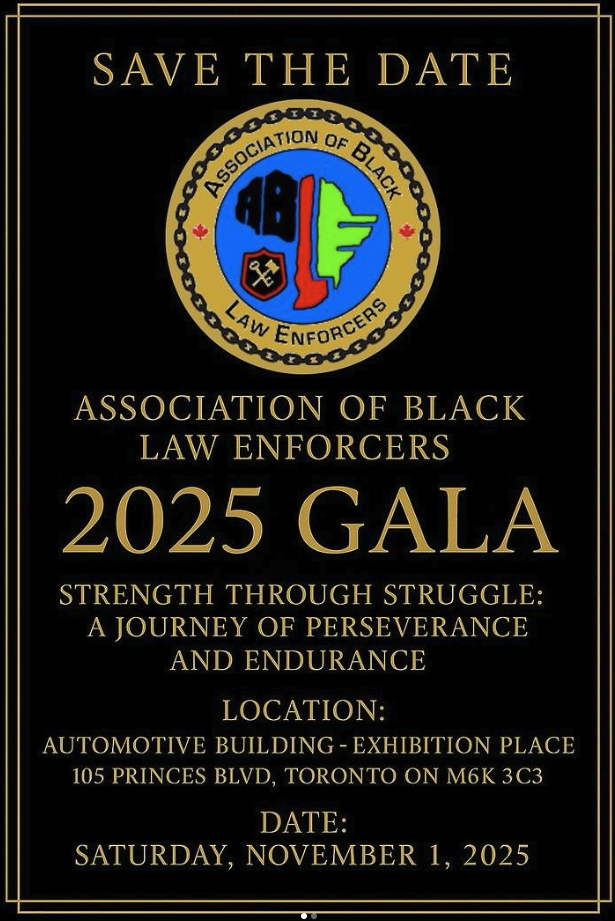 SAVE THE DATE
ASSOCIATION OF BLACK
ABLE
LAW ENFORCERS
ASSOCIATION OF BLACK
LAW ENFORCERS
2025 GALA
STRENGTH THROUGH STRUGGLE:
A JOURNEY OF PERSEVERANCE
AND ENDURANCE
LOCATION:
AUTOMOTIVE BUILDING - EXHIBITION PLACE
105 PRINCES BLVD, TORONTO ON M6K 3C3
DATE:
SATURDAY, NOVEMBER 1, 2025